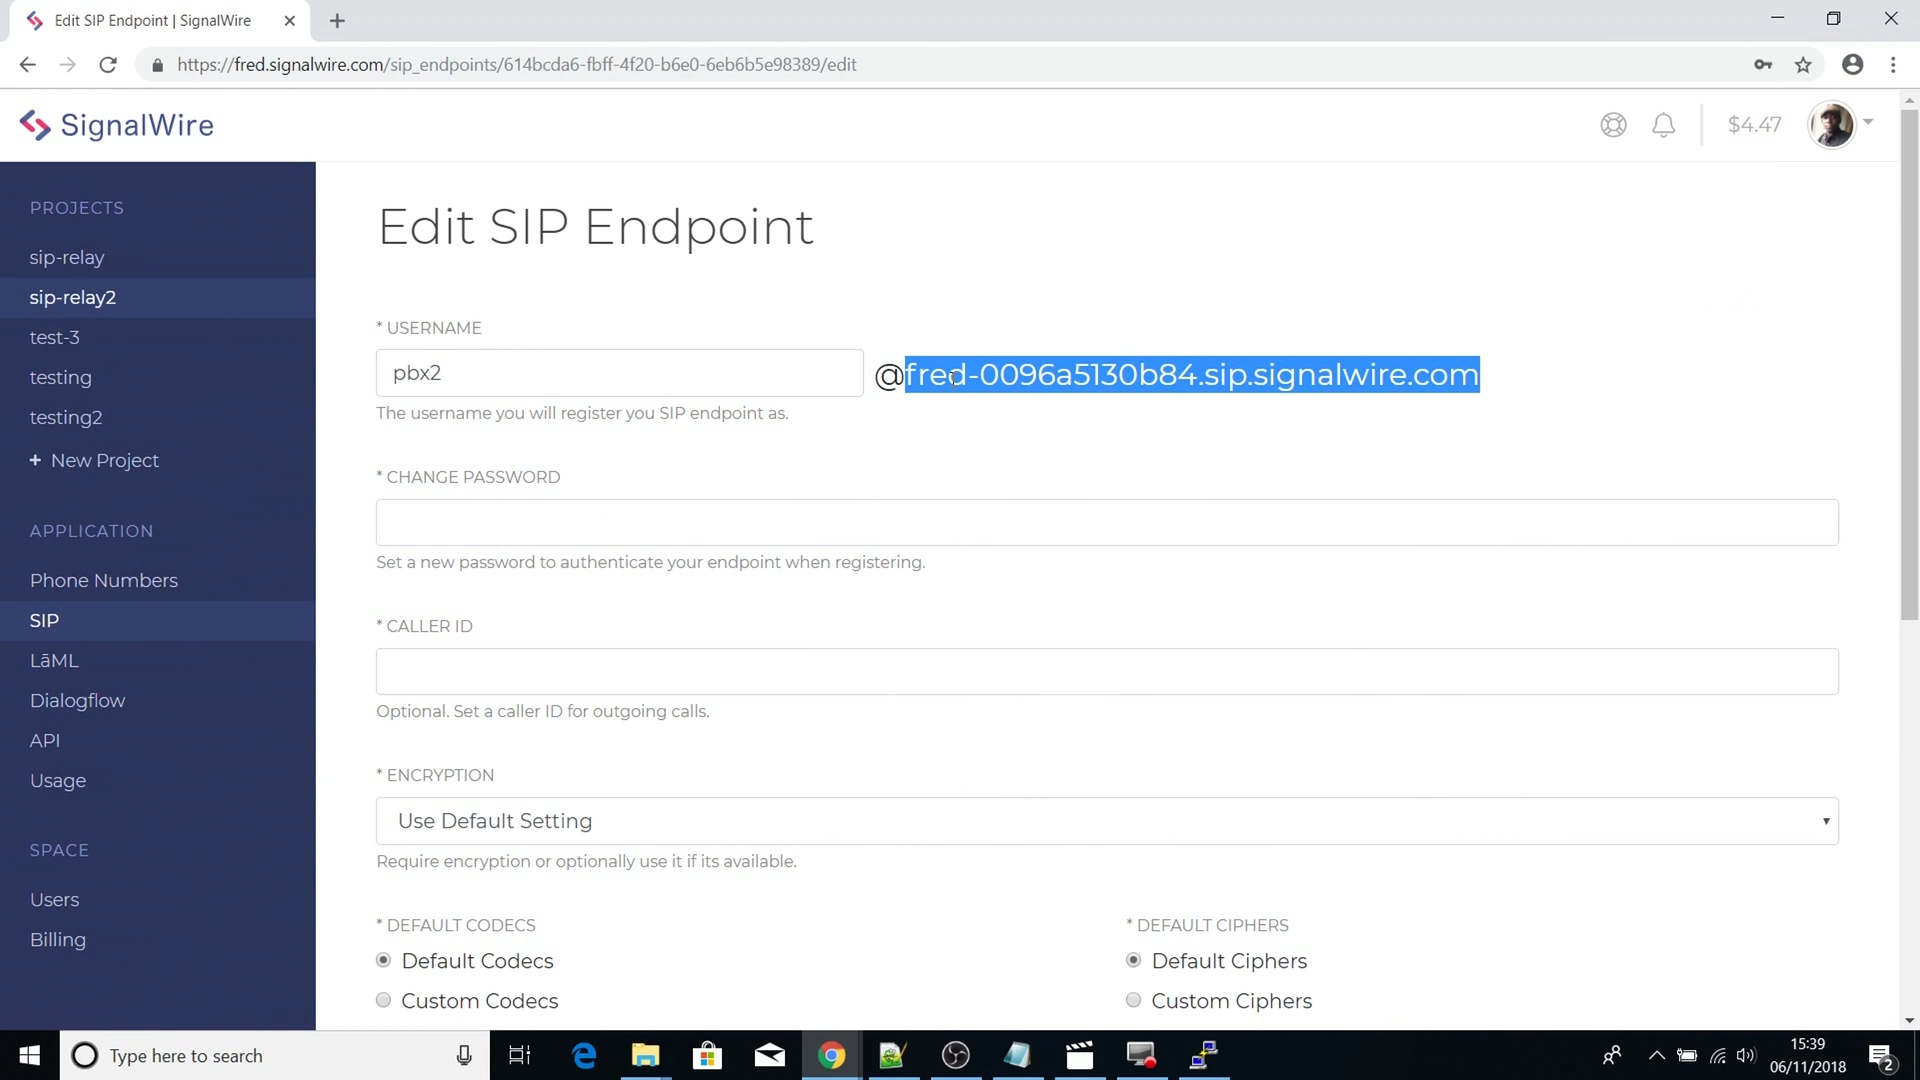 Edit SIP Endpoint | SignalWire
https://fred.signalwire.com/sip_endpoints/614bcda6-fbff-4f20-b6e0-6eb6b5e98389/edit
SignalWire
$4.47
PROJECTS
sip-relay
sip-relay2
test-3
testing
testing2
+ New Project
APPLICATION
Phone Numbers
SIP
LāML
Dialogflow
API
Usage
SPACE
Users
Billing
Edit SIP Endpoint
* USERNAME
pbx2 @fred-0096a5130b84.sip.signalwire.com
The username you will register you SIP endpoint as.
* CHANGE PASSWORD
Set a new password to authenticate your endpoint when registering.
* CALLER ID
Optional. Set a caller ID for outgoing calls.
* ENCRYPTION
Use Default Setting
Require encryption or optionally use it if its available.
* DEFAULT CODECS
Default Codecs
Custom Codecs
* DEFAULT CIPHERS
Default Ciphers
Custom Ciphers
Type here to search
15:39
06/11/2018
2